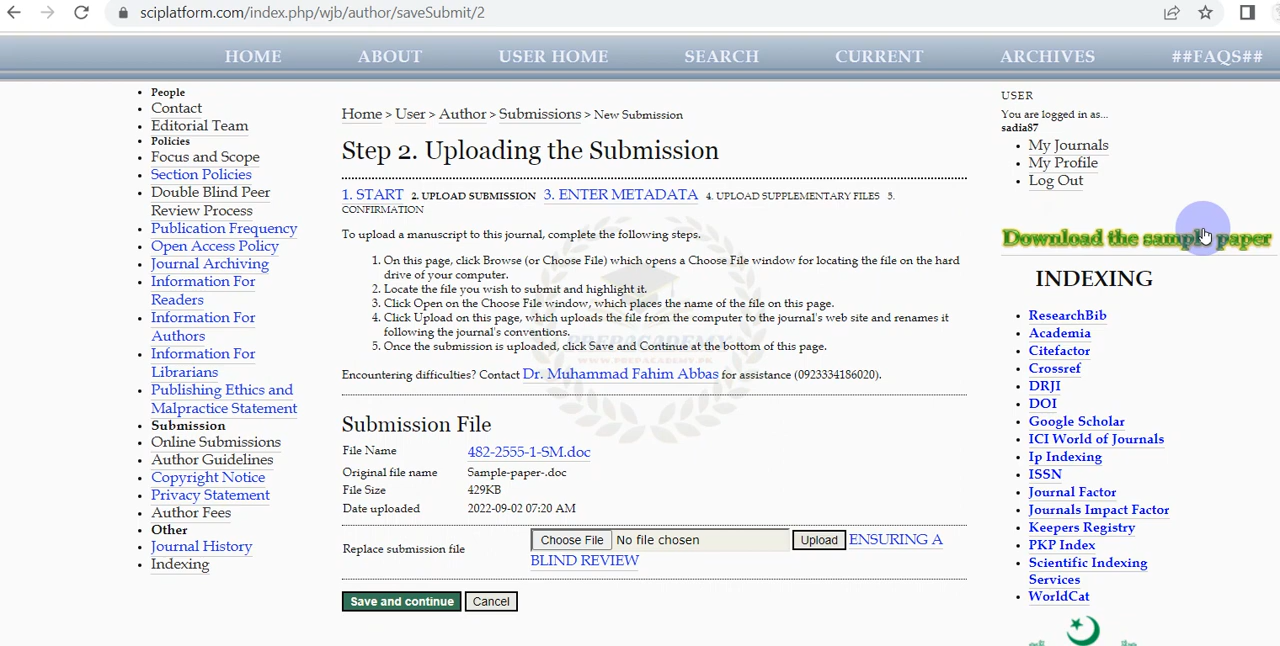 sciplatform.com/index.php/wjb/author/saveSubmit/2
HOME ABOUT USER HOME SEARCH CURRENT ARCHIVES ##FAQS##
People
Contact
Editorial Team
Policies
Focus and Scope
Section Policies
Double Blind Peer
Review Process
Publication Frequency
Open Access Policy
Journal Archiving
Information For
Readers
Information For
Authors
Information For
Librarians
Publishing Ethics and
Malpractice Statement
Submission
Online Submissions
Author Guidelines
Copyright Notice
Privacy Statement
Author Fees
Other
Journal History
Indexing
Home > User > Author > Submissions > New Submission
Step 2. Uploading the Submission
1. START 2. UPLOAD SUBMISSION 3. ENTER METADATA 4. UPLOAD SUPPLEMENTARY FILES 5.
CONFIRMATION
To upload a manuscript to this journal, complete the following steps.
1. On this page, click Browse (or Choose File) which opens a Choose File window for locating the file on the hard
drive of your computer.
2. Locate the file you wish to submit and highlight it.
3. Click Open on the Choose File window, which places the name of the file on this page.
4. Click Upload on this page, which uploads the file from the computer to the journal's web site and renames it
following the journal's conventions.
5. Once the submission is uploaded, click Save and Continue at the bottom of this page.
PREPACADEMY
WWW.PREPACADEMY.PK
Encountering difficulties? Contact Dr. Muhammad Fahim Abbas for assistance (0923334186020).
Submission File
File Name 482-2555-1-SM.doc
Original file name Sample-paper-.doc
File Size 429KB
Date uploaded 2022-09-02 07:20 AM
Replace submission file Choose File No file chosen Upload ENSURING A
BLIND REVIEW
Save and continue Cancel
USER
You are logged in as...
sadia87
My Journals
My Profile
Log Out
Download the sample paper
INDEXING
ResearchBib
Academia
Citefactor
Crossref
DRJI
DOI
Google Scholar
ICI World of Journals
Ip Indexing
ISSN
Journal Factor
Journals Impact Factor
Keepers Registry
PKP Index
Scientific Indexing
Services
WorldCat